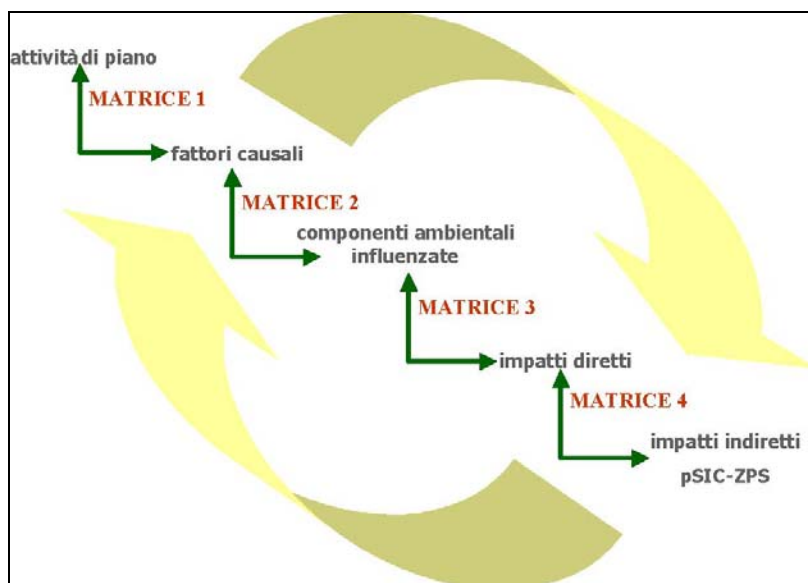 attività di piano
MATRICE 1
fattori causali
MATRICE 2
componenti ambientali
influenzate
MATRICE 3
impatti diretti
MATRICE 4
impatti indiretti
pSIC-ZPS